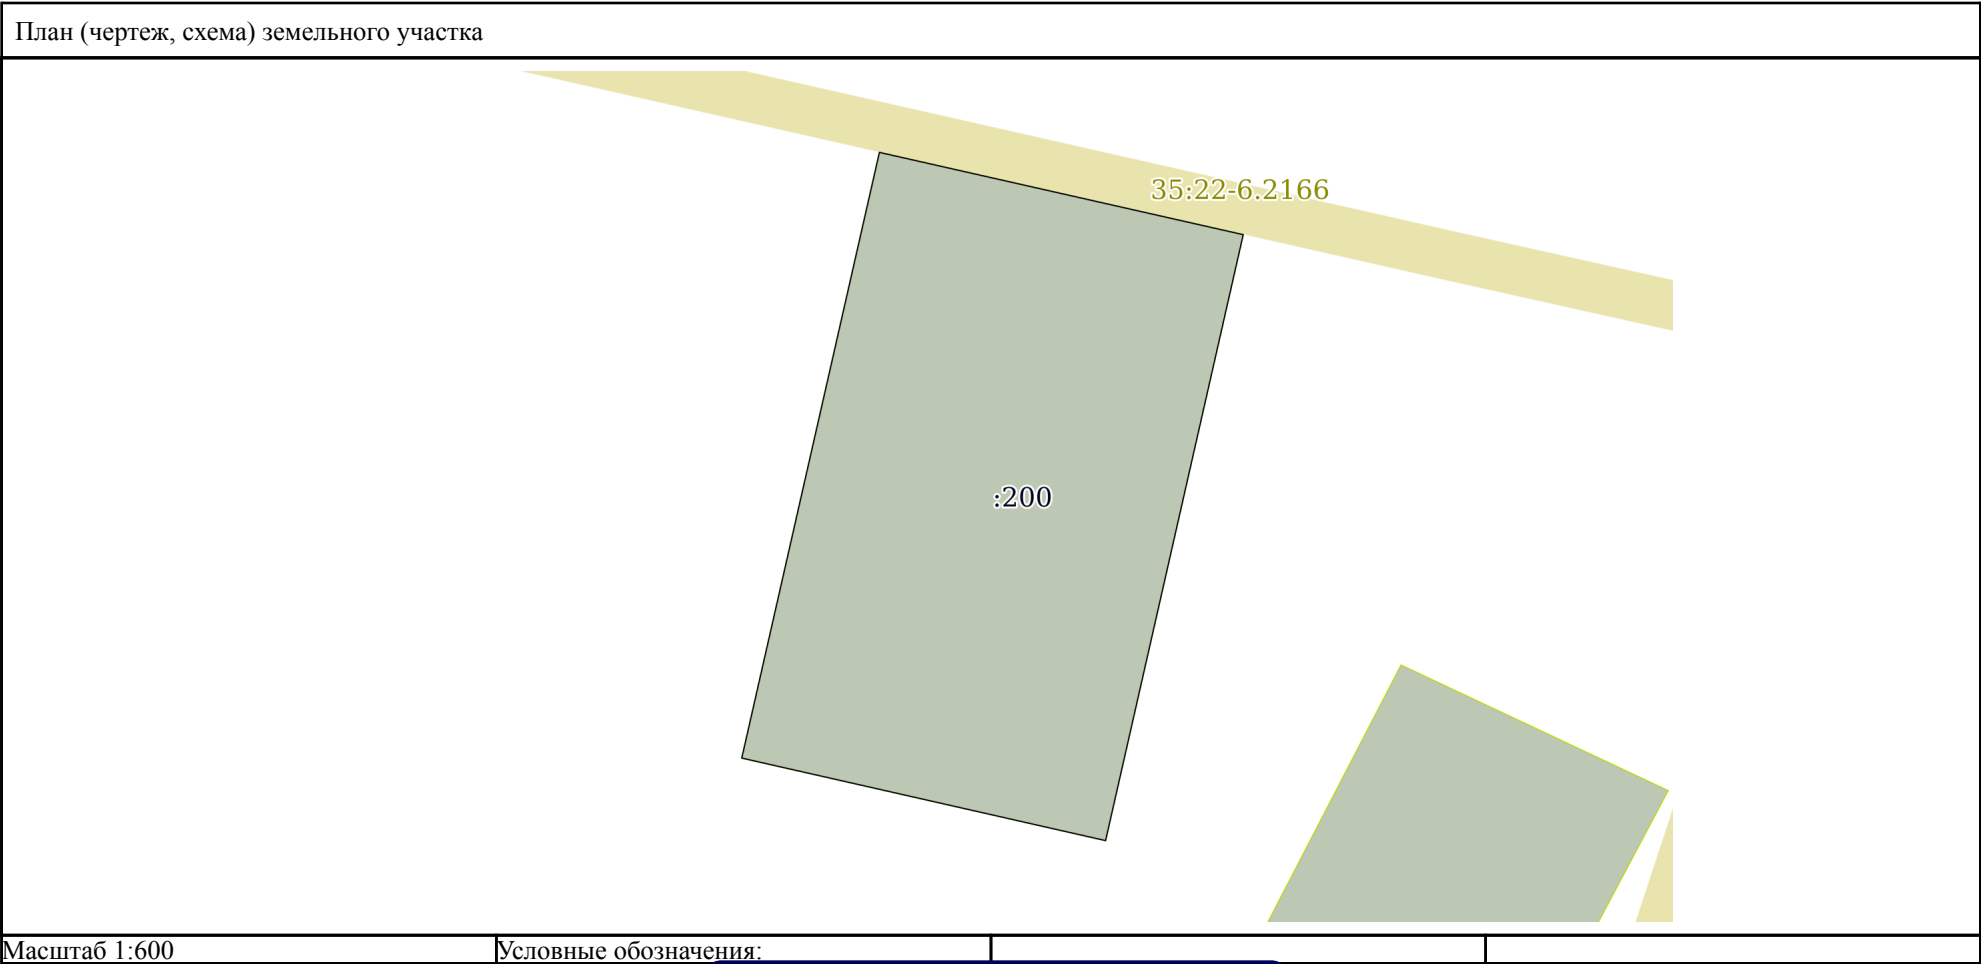 План (чертеж, схема) земельного участка
35:22-6.2166
:200
Масштаб 1:600
Условные обозначения: